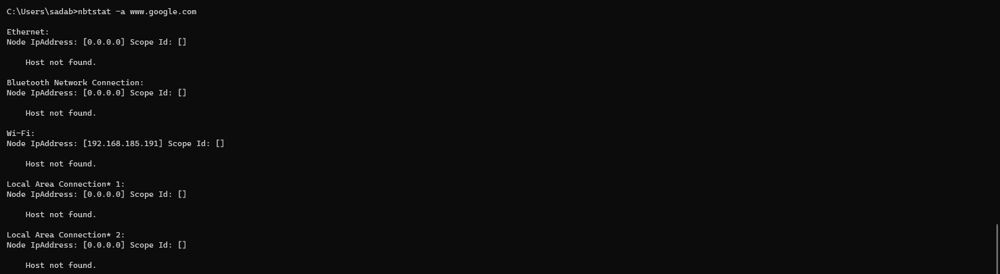 C:\Users\sadab>nbtstat -a www.google.com
Ethernet:
Node IpAddress: [0.0.0.0] Scope Id: []
Host not found.
Bluetooth Network Connection:
Node IpAddress: [0.0.0.0] Scope Id: []
Host not found.
Wi-Fi:
Node IpAddress: [192.168.185.191] Scope Id: []
Host not found.
Local Area Connection* 1:
Node IpAddress: [0.0.0.0] Scope Id: []
Host not found.
Local Area Connection* 2:
Node IpAddress: [0.0.0.0] Scope Id: []
Host not found.